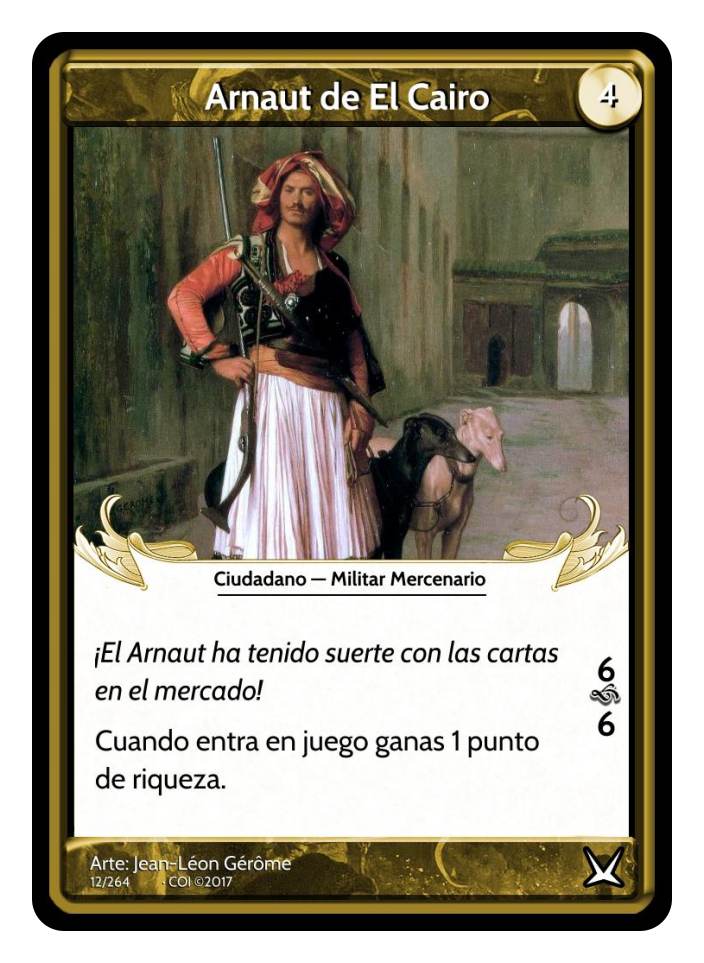 Arnaut de El Cairo
4
GEROME
Ciudadano — Militar Mercenario
¡El Arnaut ha tenido suerte con las cartas
en el mercado!
Cuando entra en juego ganas 1 punto
de riqueza.
6
6
Arte: Jean-Léon Gérôme
12/264 · COI ©2017